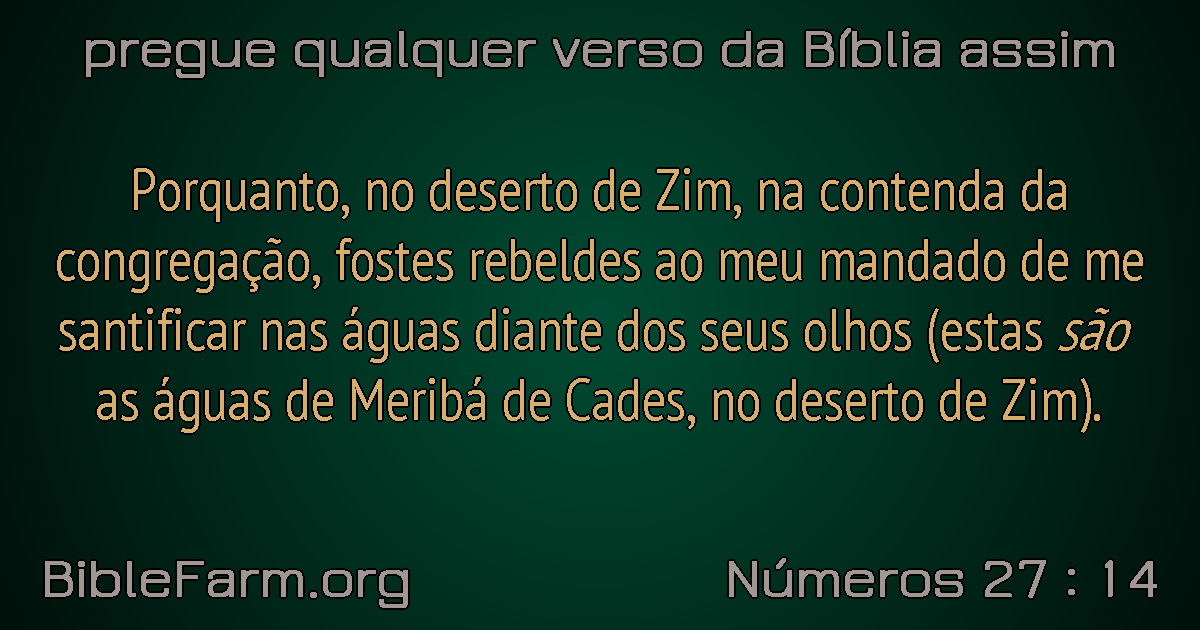 pregue qualquer verso da Bíblia assim
Porquanto, no deserto de Zim, na contenda da
congregação, fostes rebeldes ao meu mandado de me
santificar nas águas diante dos seus olhos (estas são
as águas de Meribá de Cades, no deserto de Zim).
BibleFarm.org
Números 27 : 14